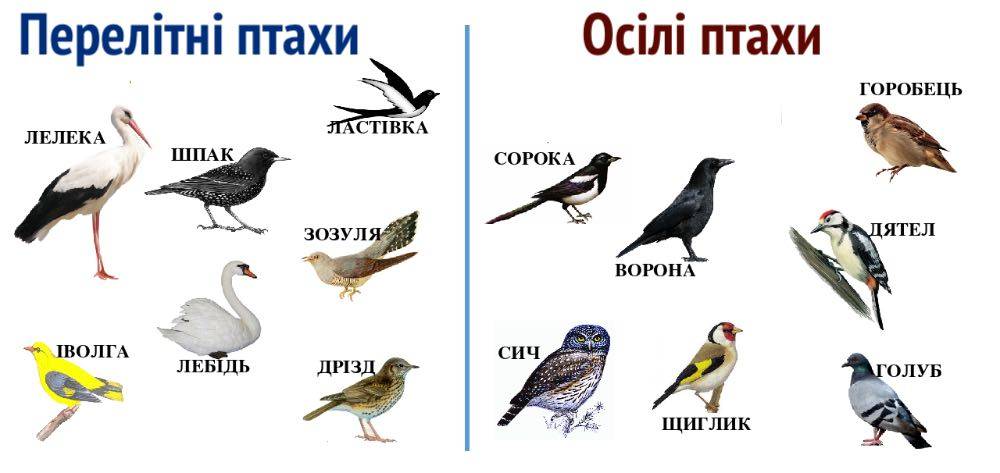 Перелітні птахи
ЛАСТІВКА
ЛЕЛЕКА
ШПАК
ЗОЗУЛЯ
ІВОЛГА
ЛЕБІДЬ
ДРІЗД
Осілі птахи
ГОРОБЕЦЬ
СОРОКА
ДЯТЕЛ
ВОРОНА
СИЧ
ГОЛУБ
ЩИГЛИК